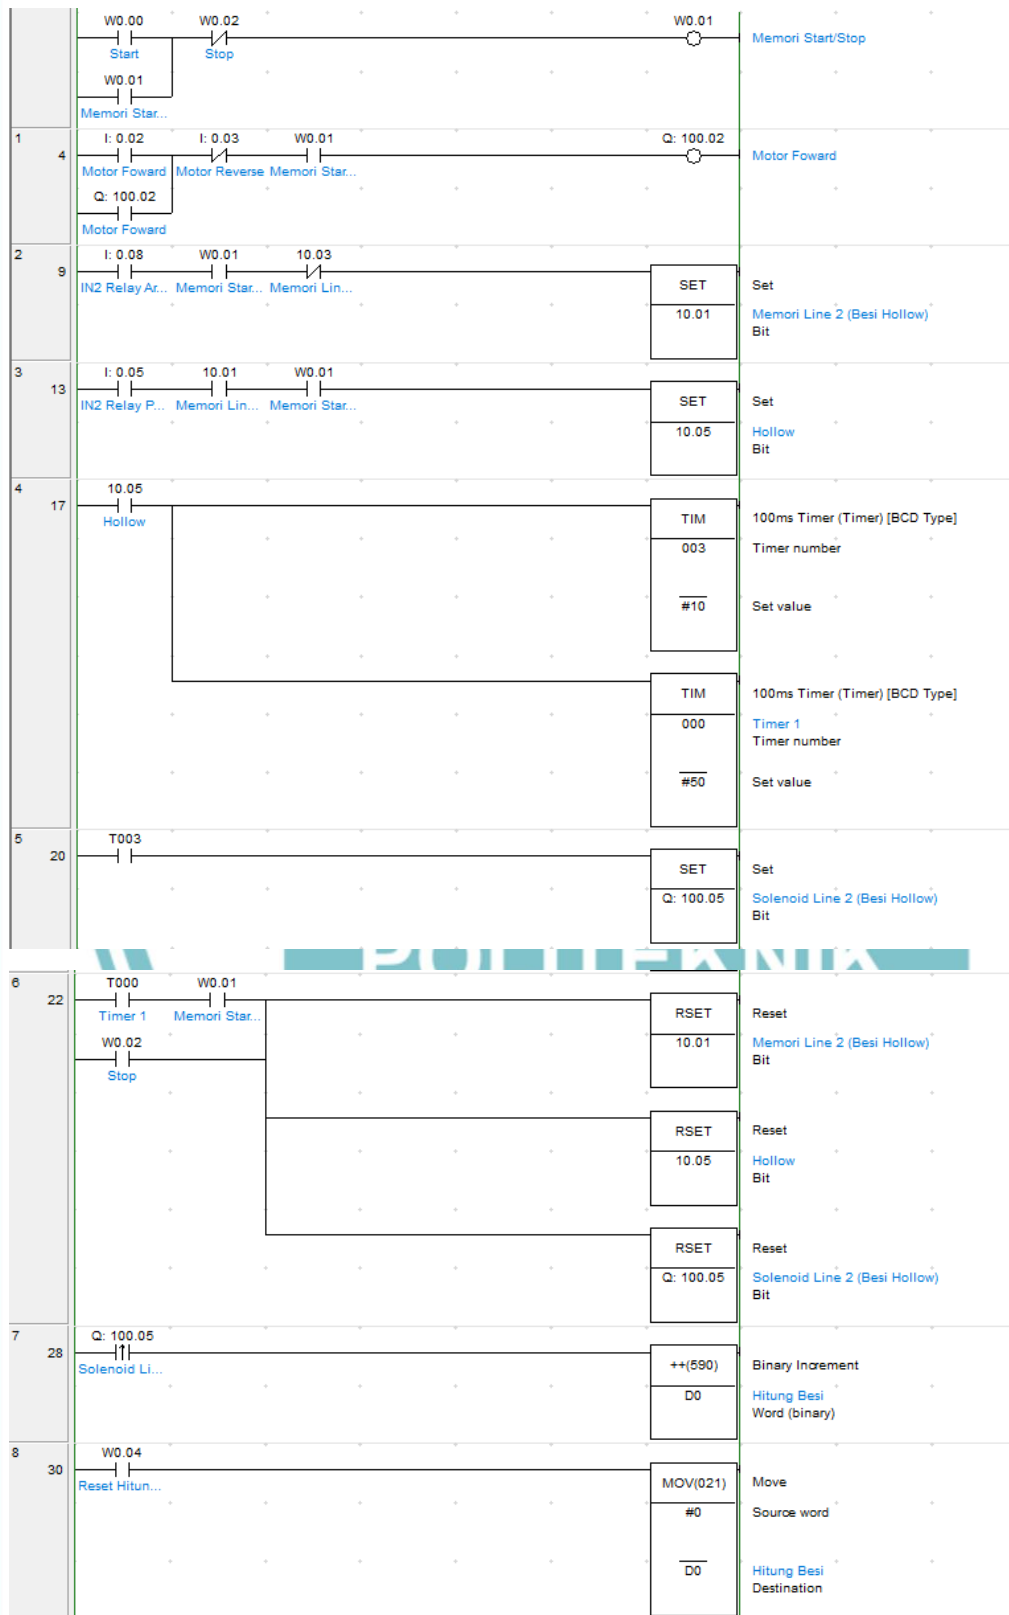 W0.00 W0.02 W0.01
Start Stop Memori Start/Stop
W0.01
Memori Star...
1
4
I: 0.02 I: 0.03 W0.01 Q: 100.02
Motor Foward Motor Reverse Memori Star... Motor Foward
Q: 100.02
Motor Foward
2
9
I: 0.08 W0.01 10.03
IN2 Relay Ar... Memori Star... Memori Lin...
SET Set
10.01 Memori Line 2 (Besi Hollow)
Bit
3
13
I: 0.05 10.01 W0.01
IN2 Relay P... Memori Lin... Memori Star...
SET Set
10.05 Hollow
Bit
4
17
10.05
Hollow
TIM 100ms Timer (Timer) [BCD Type]
003 Timer number
#10 Set value
TIM 100ms Timer (Timer) [BCD Type]
000 Timer 1
Timer number
#50 Set value
5
20
T003
SET Set
Q: 100.05 Solenoid Line 2 (Besi Hollow)
Bit
POLITEKNIK
6
22
T000 W0.01
Timer 1 Memori Star...
W0.02
Stop
RSET Reset
10.01 Memori Line 2 (Besi Hollow)
Bit
RSET Reset
10.05 Hollow
Bit
RSET Reset
Q: 100.05 Solenoid Line 2 (Besi Hollow)
Bit
7
28
Q: 100.05
Solenoid Li...
++(590) Binary Increment
D0 Hitung Besi
Word (binary)
8
30
W0.04
Reset Hitun...
MOV(021) Move
#0 Source word
D0 Hitung Besi
Destination